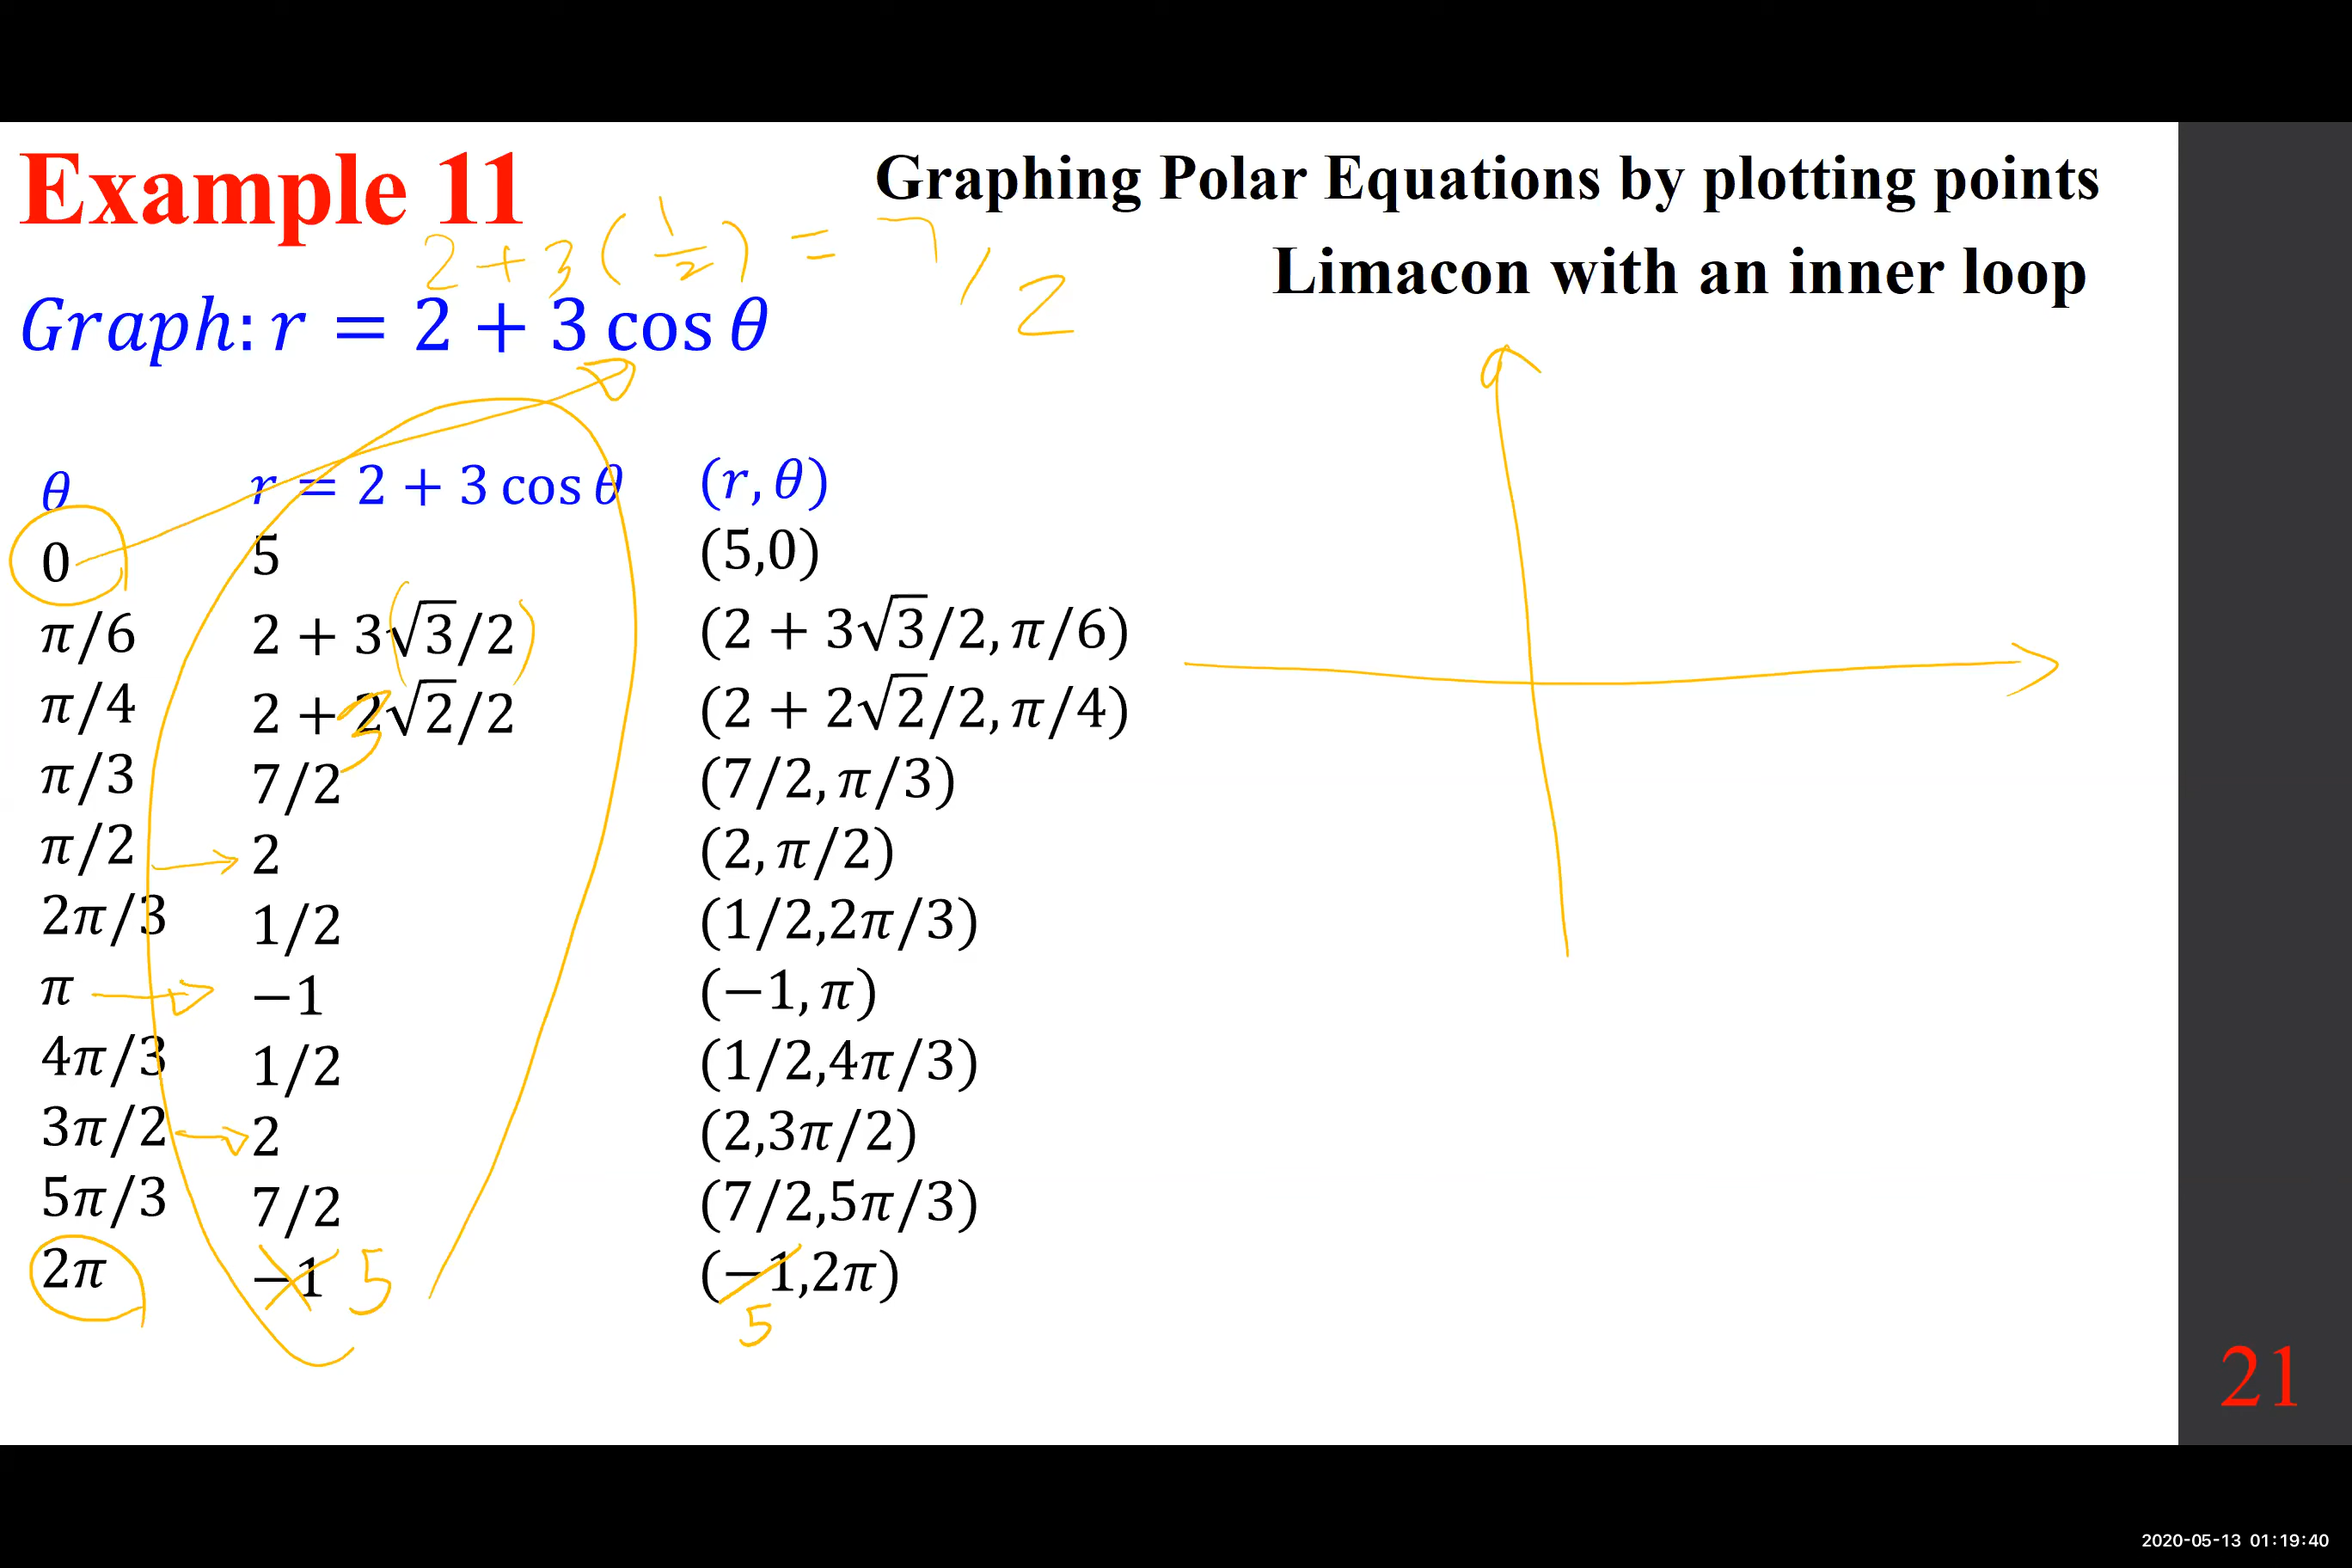 Example 11
Graphing Polar Equations by plotting points
Limacon with an inner loop
2 + 3 (1/2) = 7/2
Graph: r = 2 + 3 cos θ
θ r = 2 + 3 cos θ (r, θ)
0 5 (5,0)
π/6 2 + 3√3/2 (2 + 3√3/2, π/6)
π/4 2 + 2√2/2 (2 + 2√2/2, π/4)
3
π/3 7/2 (7/2, π/3)
π/2 2 (2, π/2)
2π/3 1/2 (1/2,2π/3)
π −1 (−1, π)
4π/3 1/2 (1/2,4π/3)
3π/2 2 (2,3π/2)
5π/3 7/2 (7/2,5π/3)
2π −1 5 (−1,2π)
5
21
2020-05-13 01:19:40